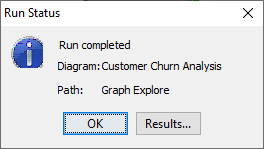 Run Status
Run completed
Diagram: Customer Churn Analysis
Path: Graph Explore
OK Results...